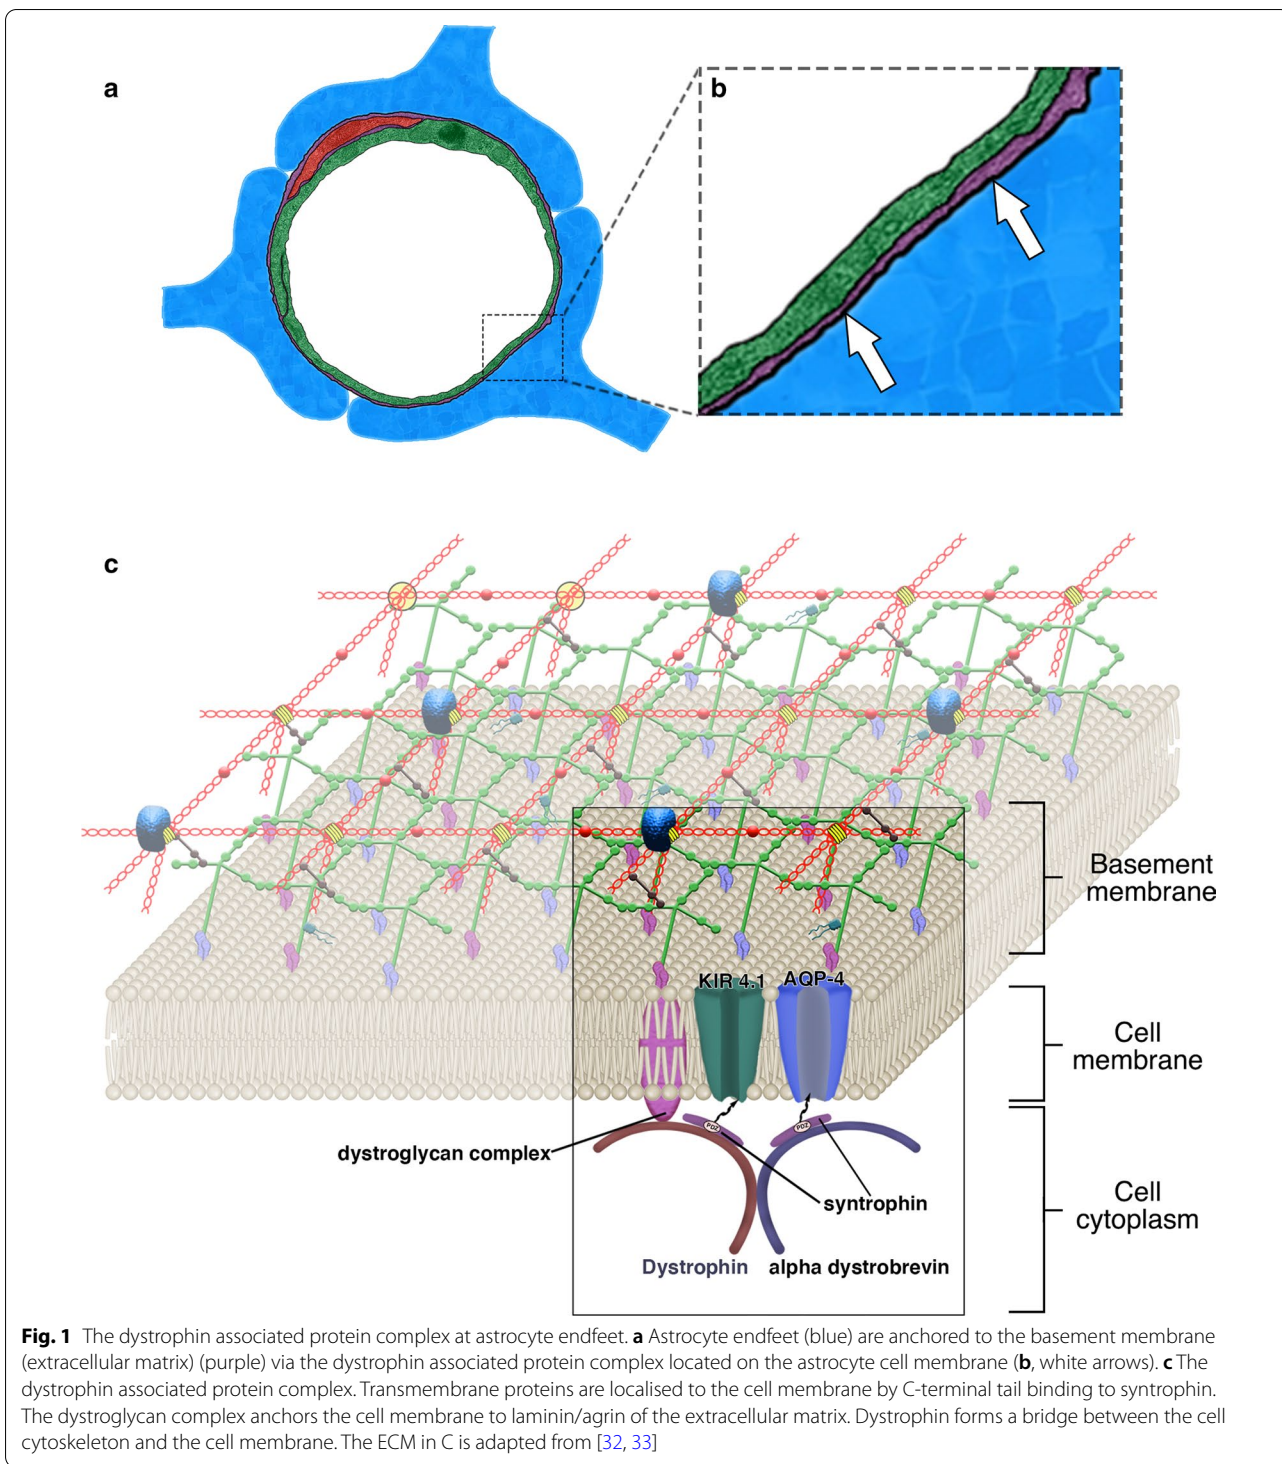 a
b
c
KIR 4.1
AQP-4
PDZ
PDZ
Basement
membrane
Cell
membrane
Cell
cytoplasm
dystroglycan complex
syntrophin
Dystrophin
alpha dystrobrevin
Fig. 1 The dystrophin associated protein complex at astrocyte endfeet. a Astrocyte endfeet (blue) are anchored to the basement membrane
(extracellular matrix) (purple) via the dystrophin associated protein complex located on the astrocyte cell membrane (b, white arrows). c The
dystrophin associated protein complex. Transmembrane proteins are localised to the cell membrane by C-terminal tail binding to syntrophin.
The dystroglycan complex anchors the cell membrane to laminin/agrin of the extracellular matrix. Dystrophin forms a bridge between the cell
cytoskeleton and the cell membrane. The ECM in C is adapted from [32, 33]